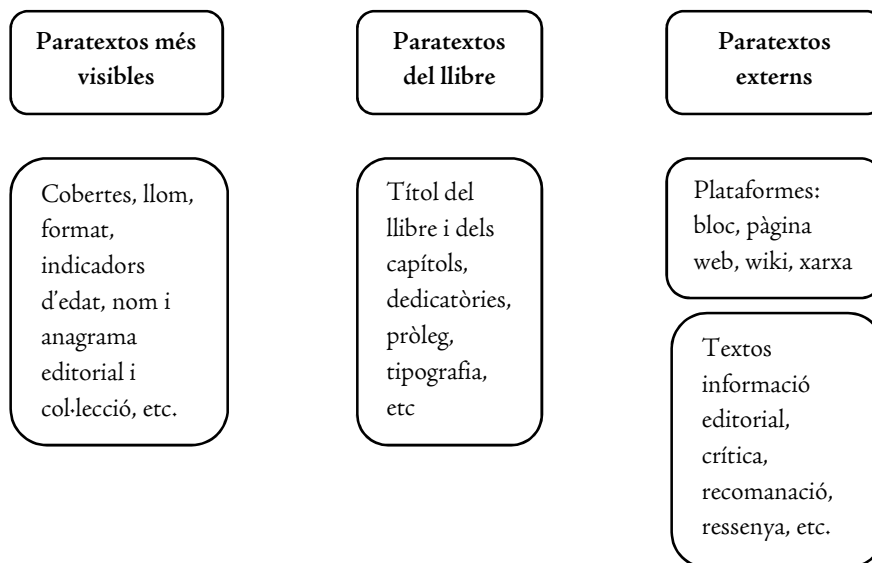 Paratextos més
visibles
Cobertes, llom,
format,
indicadors
d'edat, nom i
anagrama
editorial i
col·lecció, etc.
Paratextos
del llibre
Títol del
llibre i dels
capítols,
dedicatòries,
pròleg,
tipografia,
etc
Paratextos
externs
Plataformes:
bloc, pàgina
web, wiki, xarxa
Textos
informació
editorial,
crítica,
recomanació,
ressenya, etc.